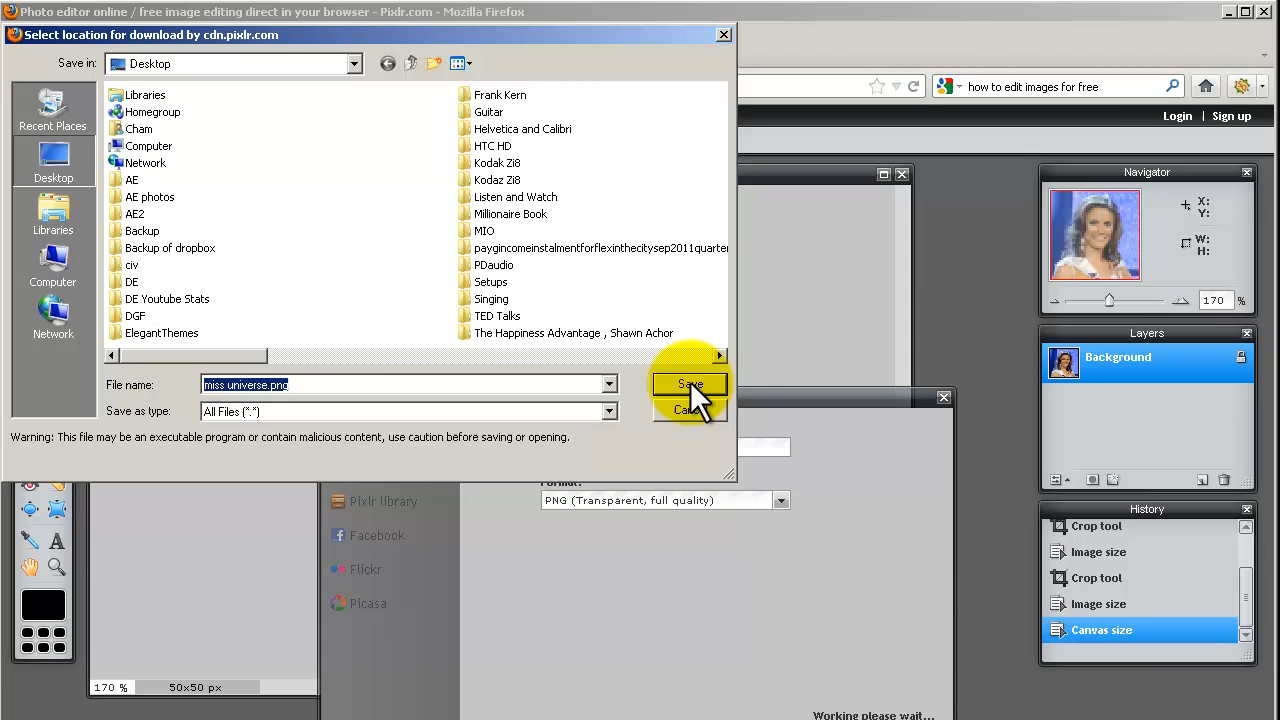 Photo editor online / free image editing direct in your browser - Pixlr.com - Mozilla Firefox
Select location for download by cdn.pixlr.com
Save in:
Desktop
how to edit images for free
Login
Sign up
Recent Places
Desktop
Libraries
Computer
Network
Libraries
Homegroup
Cham
Computer
Network
AE
AE photos
AE2
Backup
Backup of dropbox
civ
DE
DE Youtube Stats
DGF
ElegantThemes
Frank Kern
Guitar
Helvetica and Calibri
HTC HD
Kodak Zi8
Kodaz Zi8
Listen and Watch
Millionaire Book
MIO
paygincomeinstalmentforflexinthecitysep2011quarter
PDaudio
Setups
Singing
TED Talks
The Happiness Advantage , Shawn Achor
File name:
miss universe.png
Save
Save as type:
All Files (*.*)
Warning: This file may be an executable program or contain malicious content, use caution before saving or opening.
Navigator
X:
Y:
W:
H:
170 %
Layers
Background
History
Crop tool
Image size
Crop tool
Image size
Canvas size
Format:
PNG (Transparent, full quality)
Pixlr library
Facebook
Flickr
Picasa
A
170 %
50x50 px
Working please wait...